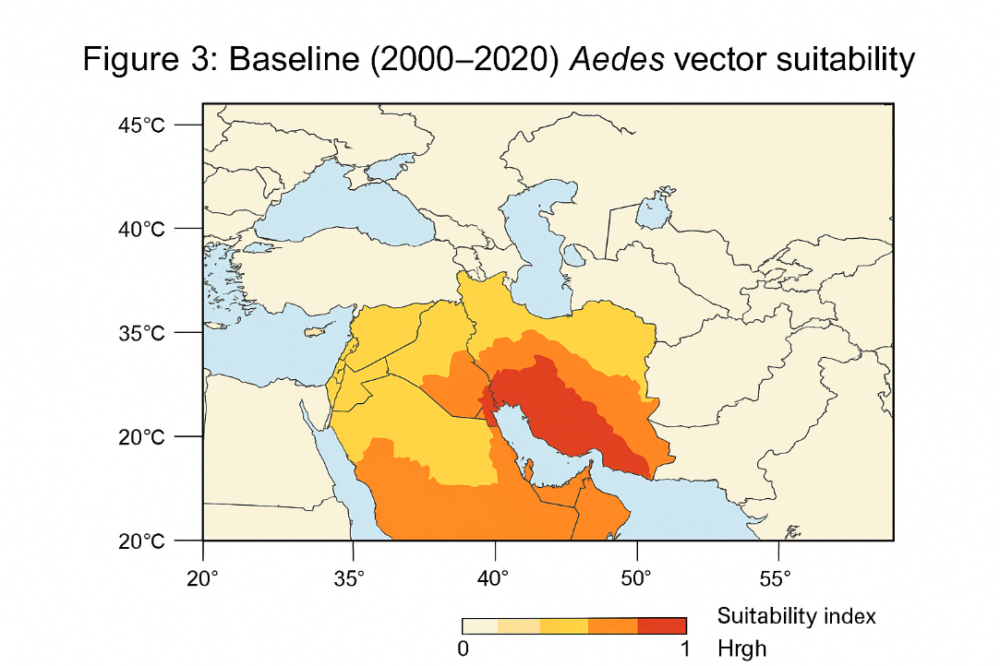 Figure 3: Baseline (2000–2020) Aedes vector suitability
45°C
40°C
35°C
20°C
20°C
20° 35° 40° 50° 55°
Suitability index
0 1 Hrgh